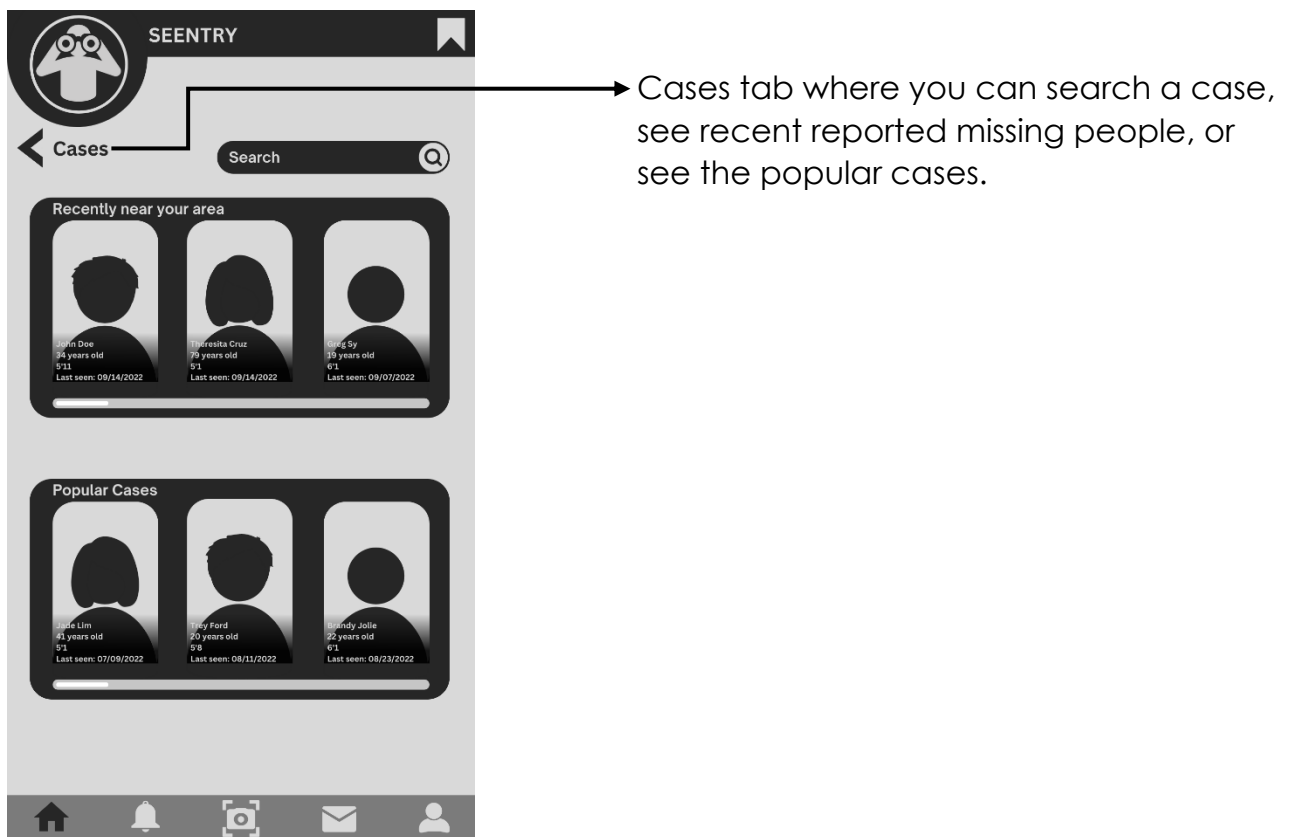 SEENTRY
Cases tab where you can search a case,
see recent reported missing people, or
see the popular cases.
Cases
Search
Recently near your area
John Doe
34 years old
5'11
Last seen: 09/14/2022
Theresita Cruz
79 years old
5'1
Last seen: 09/14/2022
Greg Sy
19 years old
6'1
Last seen: 09/07/2022
Popular Cases
Jade Lim
41 years old
5'1
Last seen: 07/09/2022
Trey Ford
20 years old
5'8
Last seen: 08/11/2022
Brandy Jolie
22 years old
6'1
Last seen: 08/23/2022